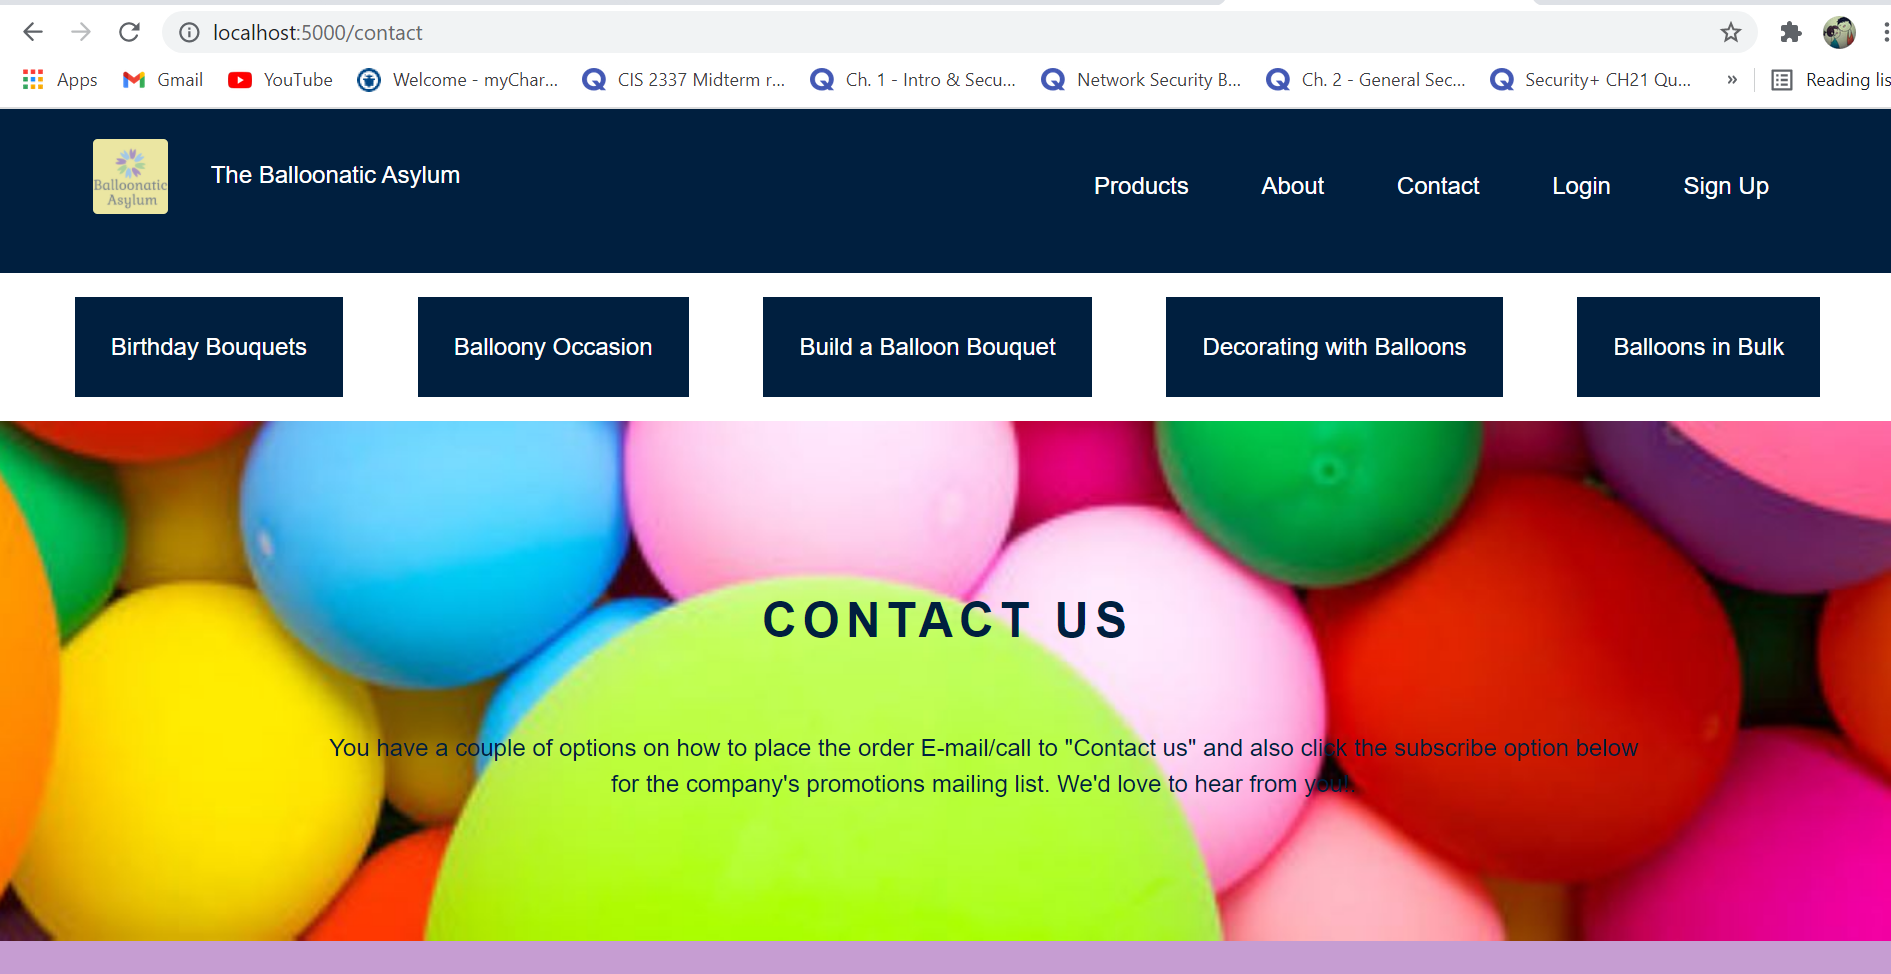 localhost:5000/contact
Apps Gmail YouTube Welcome - myChar... CIS 2337 Midterm r... Ch. 1 - Intro & Secu... Network Security B... Ch. 2 - General Sec... Security+ CH21 Qu... » Reading lis
Balloonatic
Asylum
The Balloonatic Asylum
Products About Contact Login Sign Up
Birthday Bouquets Balloony Occasion Build a Balloon Bouquet Decorating with Balloons Balloons in Bulk
CONTACT US
You have a couple of options on how to place the order E-mail/call to "Contact us" and also click the subscribe option below
for the company's promotions mailing list. We'd love to hear from you!.